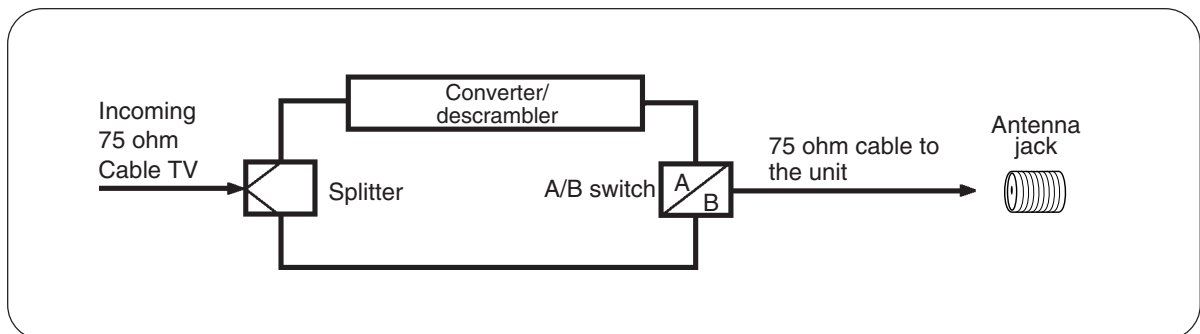 Incoming
75 ohm
Cable TV
Splitter
Converter/
descrambler
A/B switch
A
B
75 ohm cable to
the unit
Antenna
jack